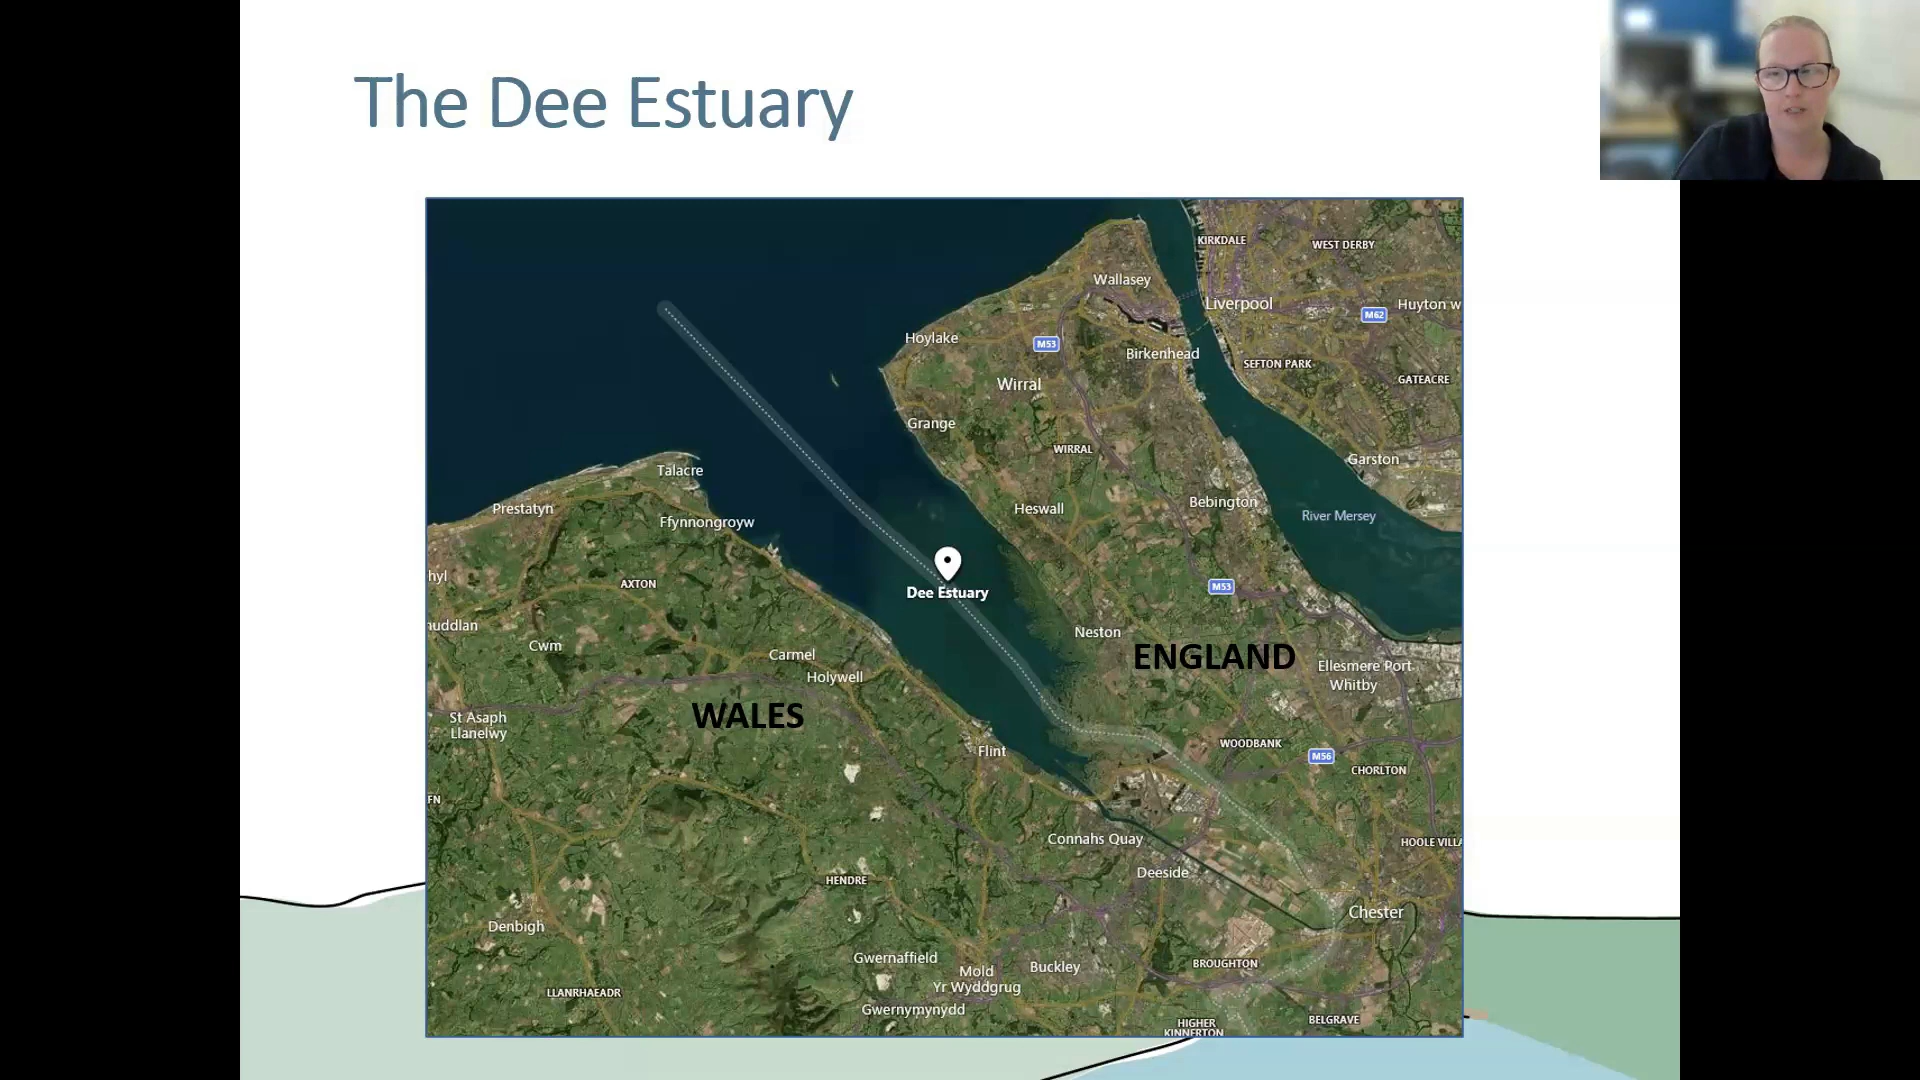 The Dee Estuary
KIRKDALE
WEST DERBY
Wallasey
Liverpool
Huyton w
M62
Hoylake
M53
Birkenhead
SEFTON PARK
Wirral
GATEACRE
Grange
WIRRAL
Garston
Talacre
Prestatyn
Heswall
Bebington
River Mersey
Ffynnongroyw
hyl
AXTON
Dee Estuary
M53
Neston
Cwm
Carmel
ENGLAND
Ellesmere Port
Whitby
Holywell
WALES
St Asaph
Llanelwy
Flint
WOODBANK
M56
CHORLTON
FN
Connahs Quay
HOOLE VILLA
Deeside
HENDRE
Chester
Denbigh
Gwernaffield
Mold
Yr Wyddgrug
Buckley
BROUGHTON
LLANRHAEADR
Gwernymynydd
HIGHER
KINNERTON
BELGRAVE